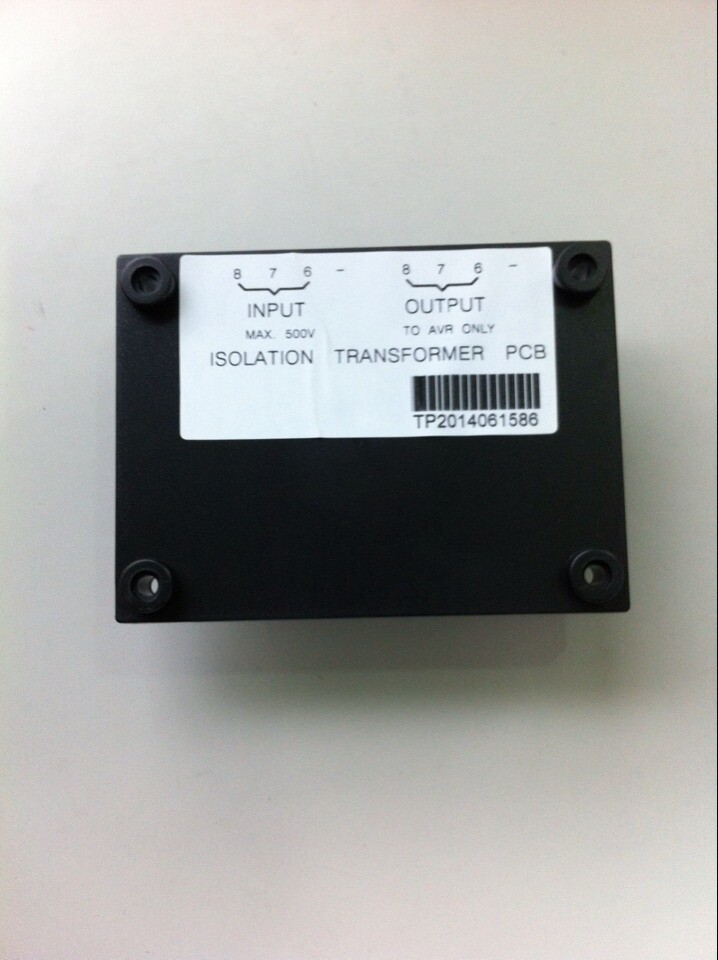 8 7 6 - 8 7 6 -
INPUT OUTPUT
MAX. 500V TO AVR ONLY
ISOLATION TRANSFORMER PCB
TP2014061586